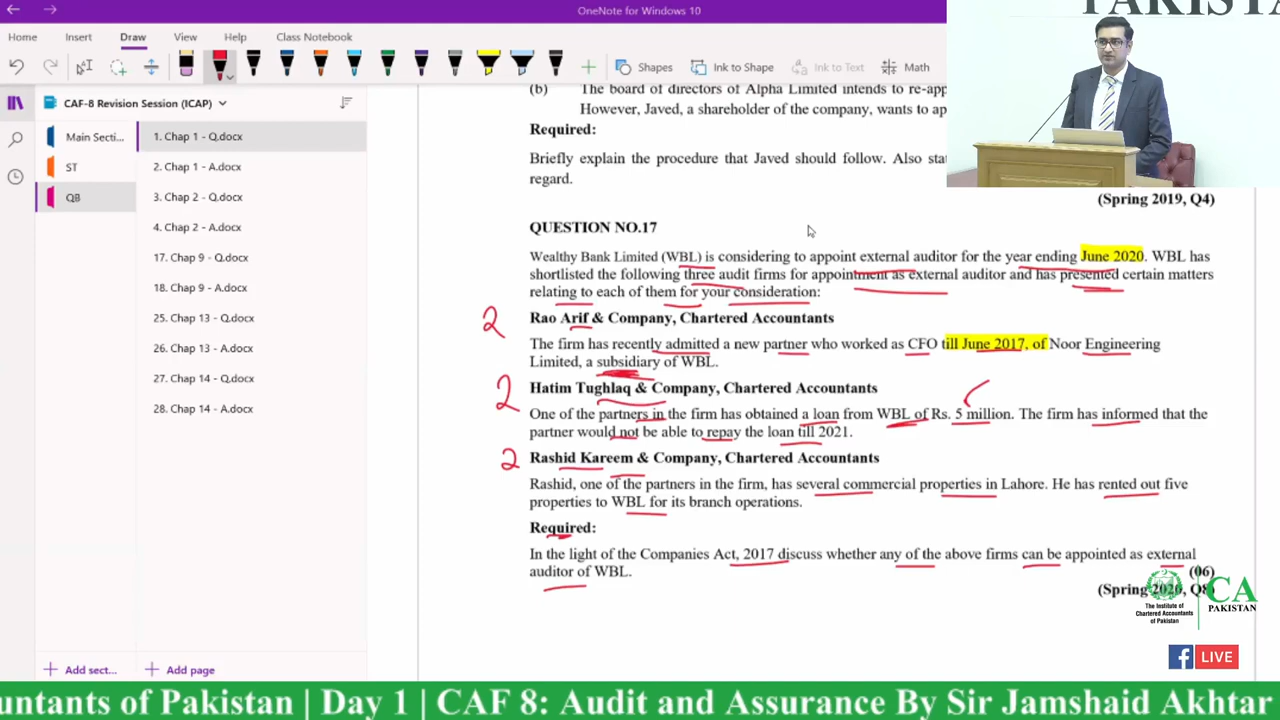 OneNote for Windows 10
PAKISTA
Home Insert Draw View Help Class Notebook
Shapes Ink to Shape Ink to Text Math
CAF-8 Revision Session (ICAP)
Main Secti...
ST
QB
1. Chap 1 - Q.docx
2. Chap 1 - A.docx
3. Chap 2 - Q.docx
4. Chap 2 - A.docx
17. Chap 9 - Q.docx
18. Chap 9 - A.docx
25. Chap 13 - Q.docx
26. Chap 13 - A.docx
27. Chap 14 - Q.docx
28. Chap 14 - A.docx
Add sect... Add page
(b) The board of directors of Alpha Limited intends to re-app
However, Javed, a shareholder of the company, wants to ap
Required:
Briefly explain the procedure that Javed should follow. Also stat
regard.
(Spring 2019, Q4)
QUESTION NO.17
Wealthy Bank Limited (WBL) is considering to appoint external auditor for the year ending June 2020. WBL has
shortlisted the following three audit firms for appointment as external auditor and has presented certain matters
relating to each of them for your consideration:
2 Rao Arif & Company, Chartered Accountants
The firm has recently admitted a new partner who worked as CFO till June 2017, of Noor Engineering
Limited, a subsidiary of WBL.
2 Hatim Tughlaq & Company, Chartered Accountants
One of the partners in the firm has obtained a loan from WBL of Rs. 5 million. The firm has informed that the
partner would not be able to repay the loan till 2021.
2 Rashid Kareem & Company, Chartered Accountants
Rashid, one of the partners in the firm, has several commercial properties in Lahore. He has rented out five
properties to WBL for its branch operations.
Required:
In the light of the Companies Act, 2017 discuss whether any of the above firms can be appointed as external
auditor of WBL.
(06)
(Spring 2020, Q8)
The Institute of
Chartered Accountants
of Pakistan
CA
PAKISTAN
f LIVE
untants of Pakistan | Day 1 | CAF 8: Audit and Assurance By Sir Jamshaid Akhtar